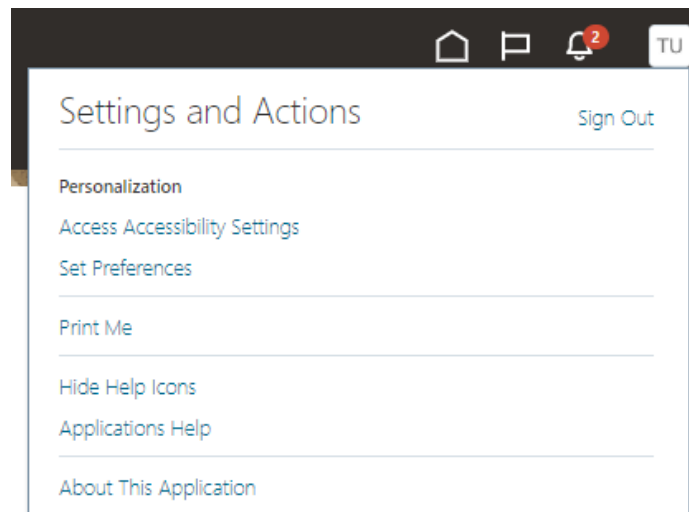 2
TU
Settings and Actions
Sign Out
Personalization
Access Accessibility Settings
Set Preferences
Print Me
Hide Help Icons
Applications Help
About This Application